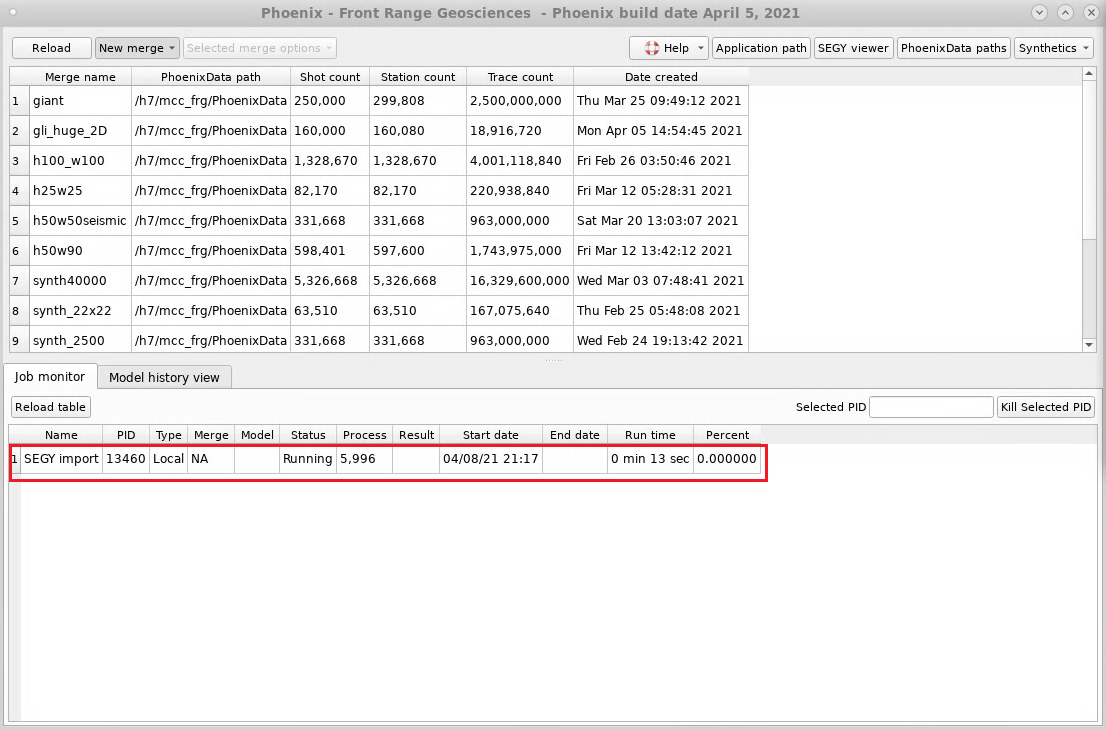 Phoenix - Front Range Geosciences - Phoenix build date April 5, 2021
Reload New merge Selected merge options Help Application path SEGY viewer PhoenixData paths Synthetics
Merge name PhoenixData path Shot count Station count Trace count Date created
1 giant /h7/mcc_frg/PhoenixData 250,000 299,808 2,500,000,000 Thu Mar 25 09:49:12 2021
2 gli_huge_2D /h7/mcc_frg/PhoenixData 160,000 160,080 18,916,720 Mon Apr 05 14:54:45 2021
3 h100_w100 /h7/mcc_frg/PhoenixData 1,328,670 1,328,670 4,001,118,840 Fri Feb 26 03:50:46 2021
4 h25w25 /h7/mcc_frg/PhoenixData 82,170 82,170 220,938,840 Fri Mar 12 05:28:31 2021
5 h50w50seismic /h7/mcc_frg/PhoenixData 331,668 331,668 963,000,000 Sat Mar 20 13:03:07 2021
6 h50w90 /h7/mcc_frg/PhoenixData 598,401 597,600 1,743,975,000 Fri Mar 12 13:42:12 2021
7 synth40000 /h7/mcc_frg/PhoenixData 5,326,668 5,326,668 16,329,600,000 Wed Mar 03 07:48:41 2021
8 synth_22x22 /h7/mcc_frg/PhoenixData 63,510 63,510 167,075,640 Thu Feb 25 05:48:08 2021
9 synth_2500 /h7/mcc_frg/PhoenixData 331,668 331,668 963,000,000 Wed Feb 24 19:13:42 2021
Job monitor Model history view
Reload table Selected PID Kill Selected PID
Name PID Type Merge Model Status Process Result Start date End date Run time Percent
1 SEGY import 13460 Local NA Running 5,996 04/08/21 21:17 0 min 13 sec 0.000000